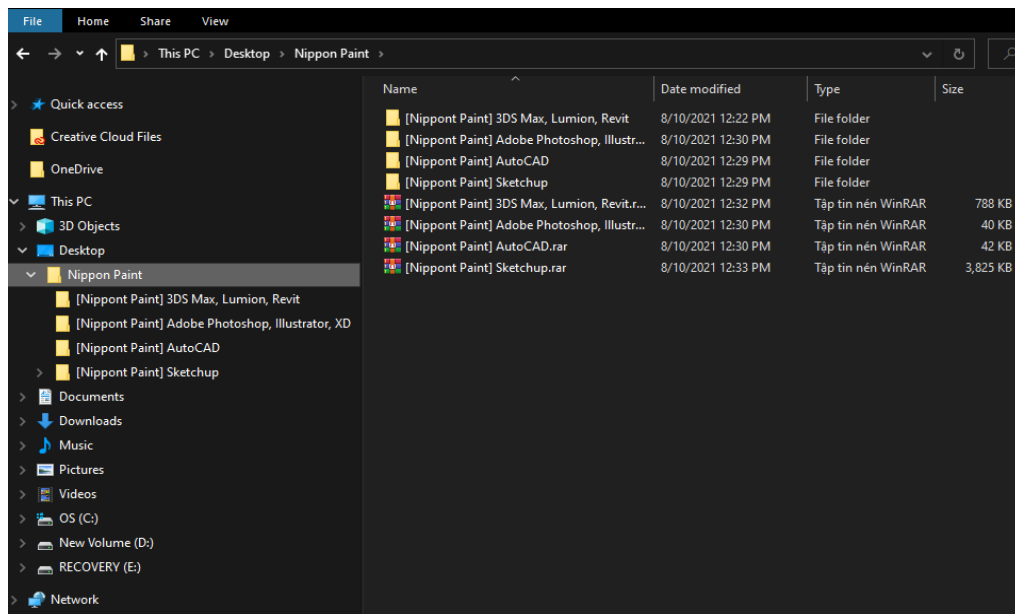 File Home Share View
This PC > Desktop > Nippon Paint >
Name Date modified Type Size
Quick access
Creative Cloud Files
OneDrive
This PC
3D Objects
Desktop
Nippon Paint
[Nippont Paint] 3DS Max, Lumion, Revit
[Nippont Paint] Adobe Photoshop, Illustrator, XD
[Nippont Paint] AutoCAD
[Nippont Paint] Sketchup
Documents
Downloads
Music
Pictures
Videos
OS (C:)
New Volume (D:)
RECOVERY (E:)
Network
[Nippont Paint] 3DS Max, Lumion, Revit 8/10/2021 12:22 PM File folder
[Nippont Paint] Adobe Photoshop, Illustr... 8/10/2021 12:30 PM File folder
[Nippont Paint] AutoCAD 8/10/2021 12:29 PM File folder
[Nippont Paint] Sketchup 8/10/2021 12:29 PM File folder
[Nippont Paint] 3DS Max, Lumion, Revit.r... 8/10/2021 12:32 PM Tập tin nén WinRAR 788 KB
[Nippont Paint] Adobe Photoshop, Illustr... 8/10/2021 12:30 PM Tập tin nén WinRAR 40 KB
[Nippont Paint] AutoCAD.rar 8/10/2021 12:30 PM Tập tin nén WinRAR 42 KB
[Nippont Paint] Sketchup.rar 8/10/2021 12:33 PM Tập tin nén WinRAR 3,825 KB